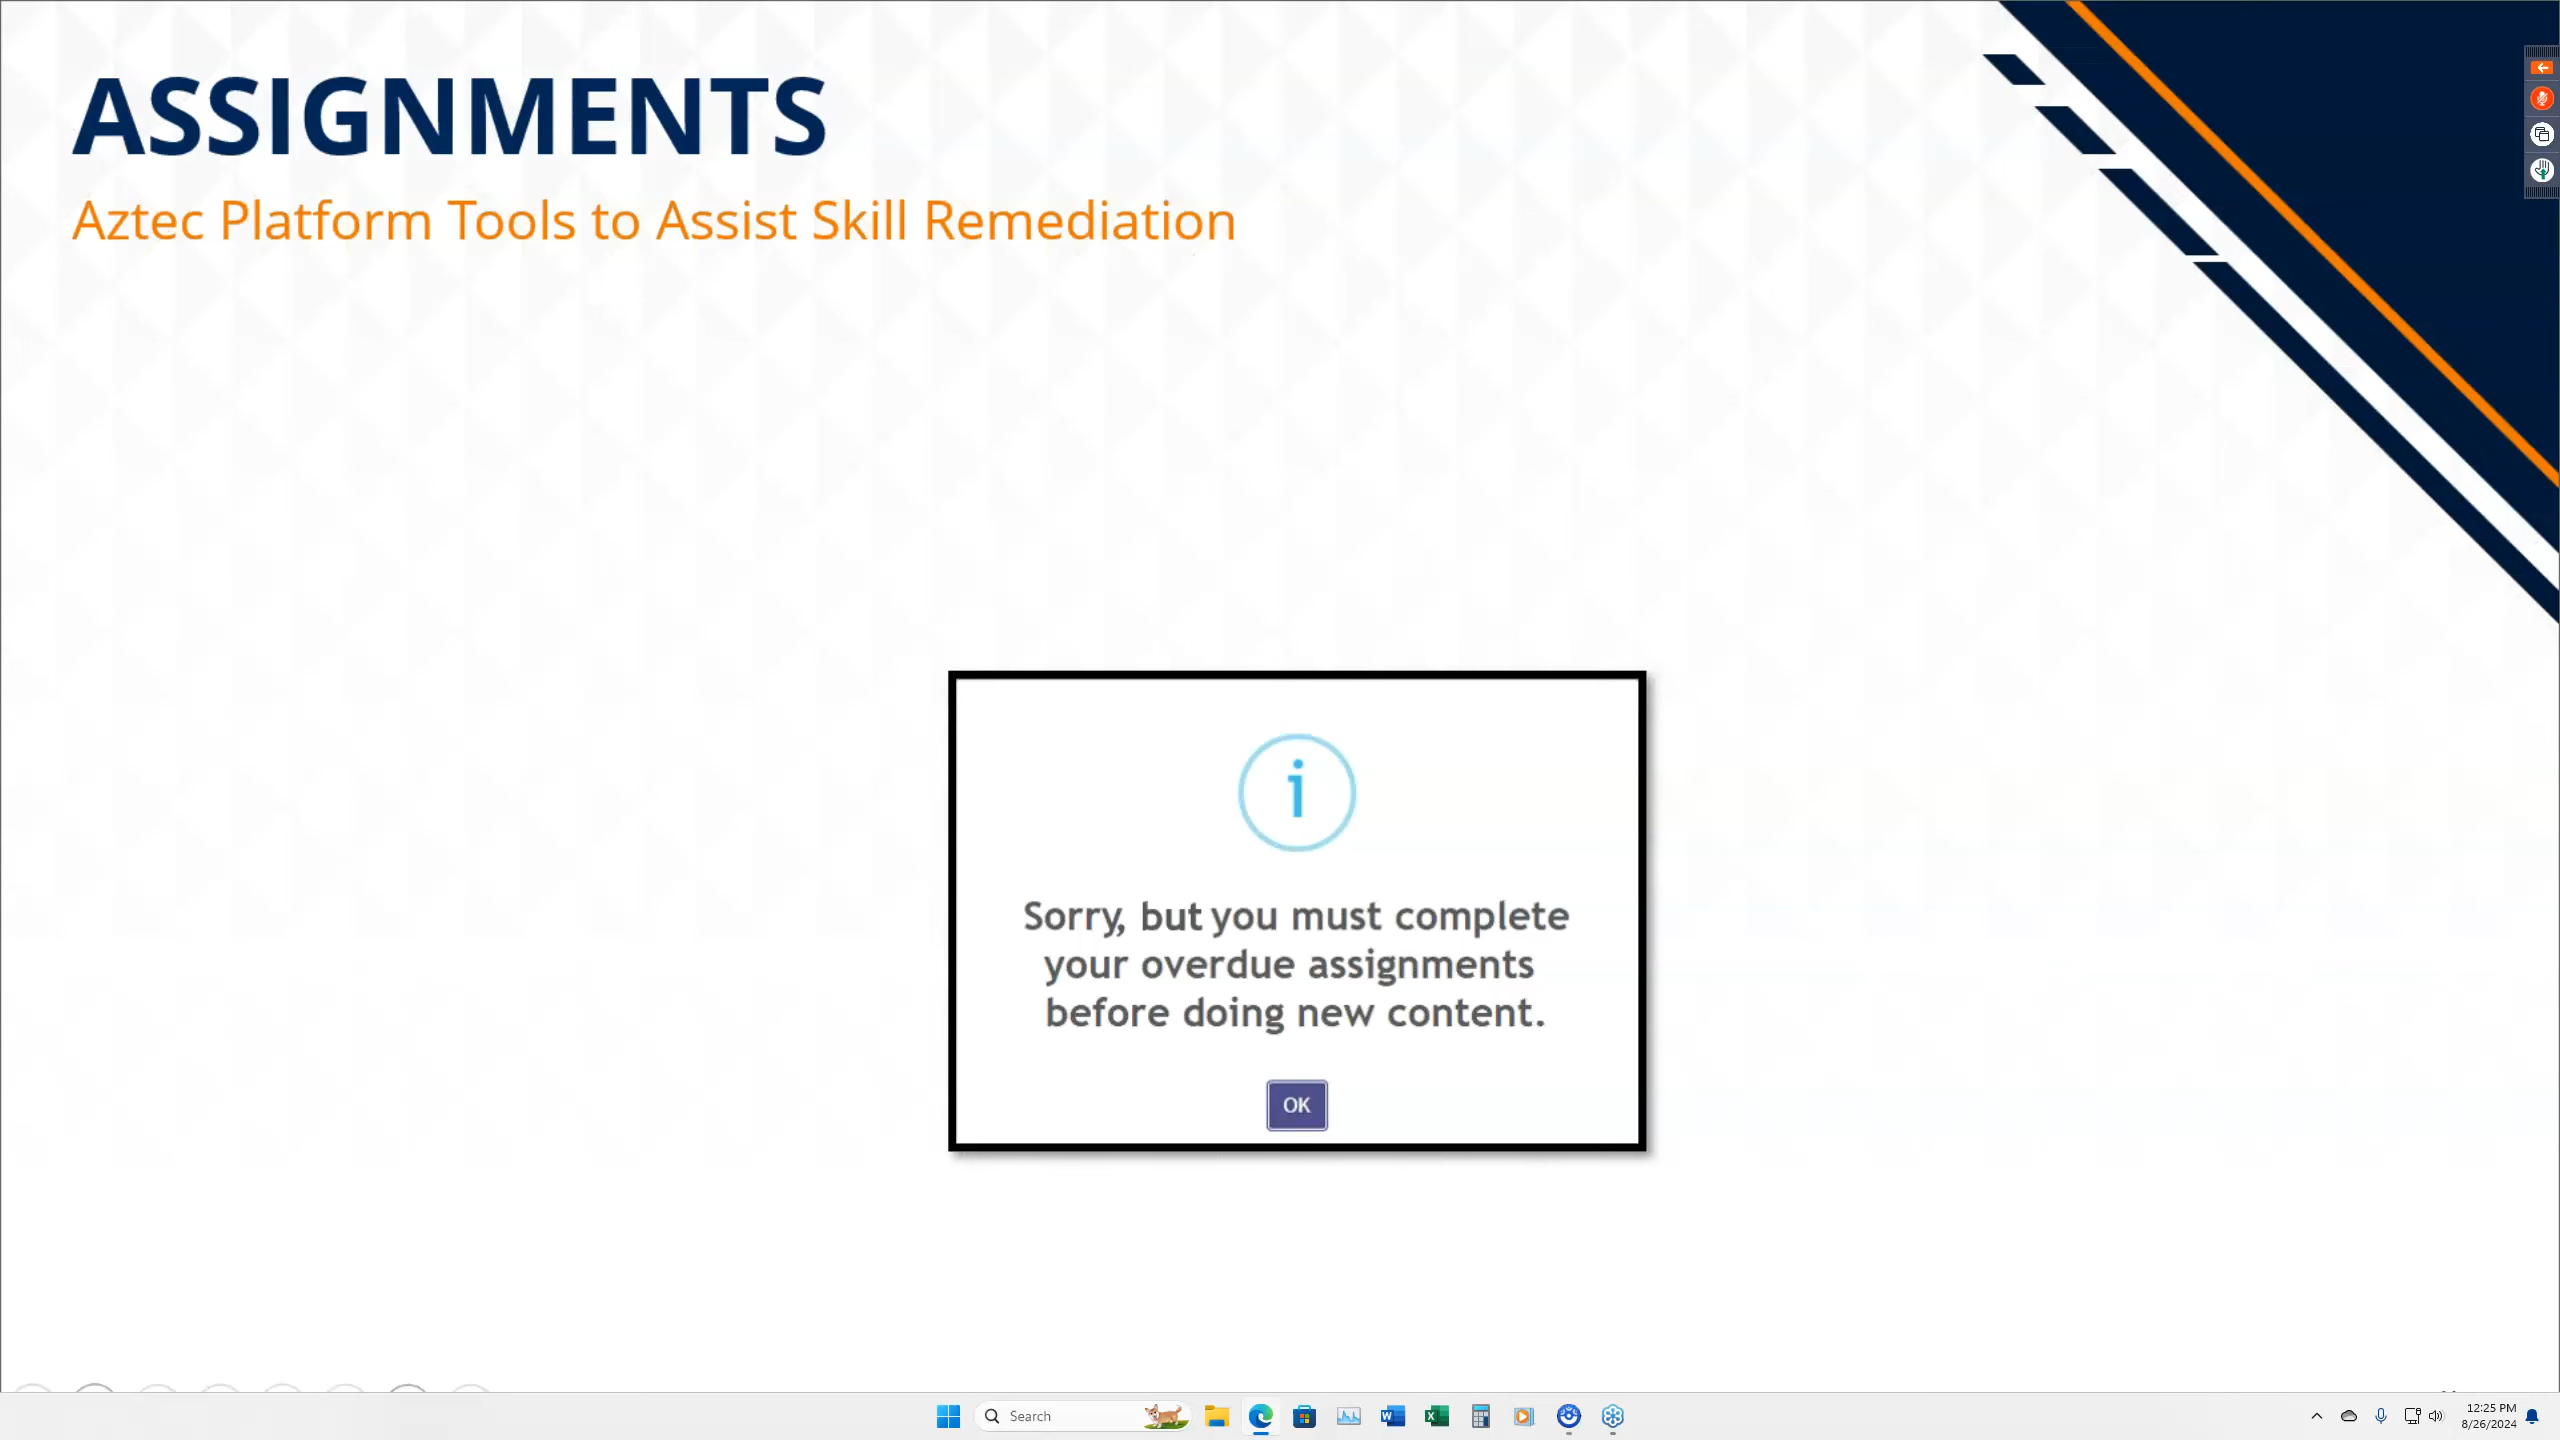 ASSIGNMENTS
Aztec Platform Tools to Assist Skill Remediation
i
Sorry, but you must complete
your overdue assignments
before doing new content.
OK
Search
12:25 PM
8/26/2024